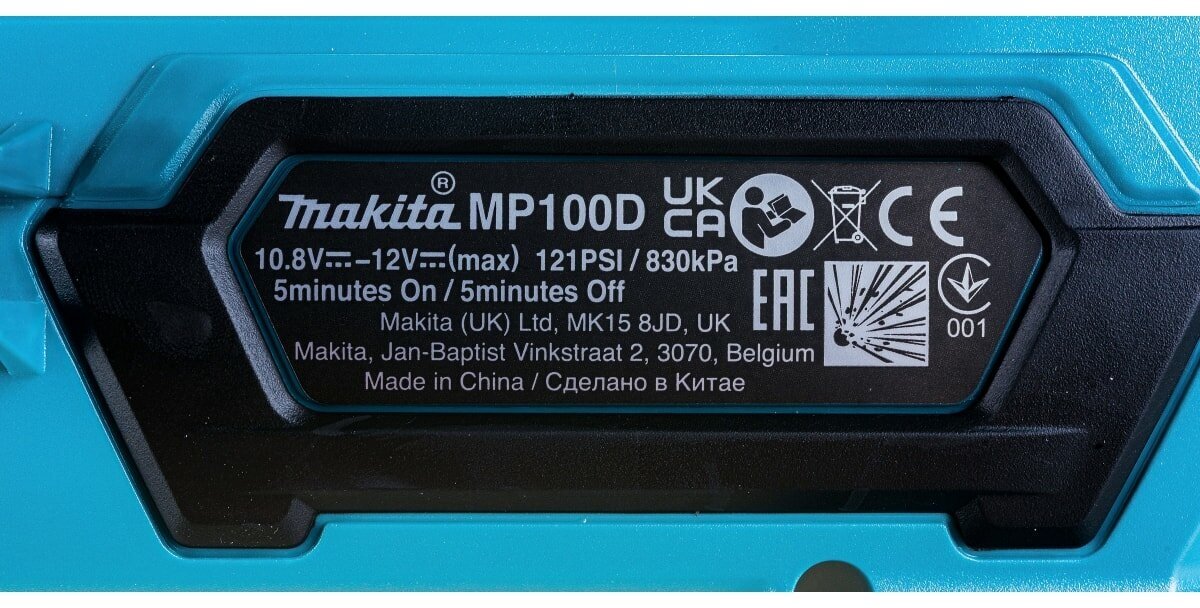 makita® MP100D UK CA CE
10.8V⎓–12V⎓(max) 121PSI / 830kPa
5minutes On / 5minutes Off
EAC
001
Makita (UK) Ltd, MK15 8JD, UK
Makita, Jan-Baptist Vinkstraat 2, 3070, Belgium
Made in China / Сделано в Китае